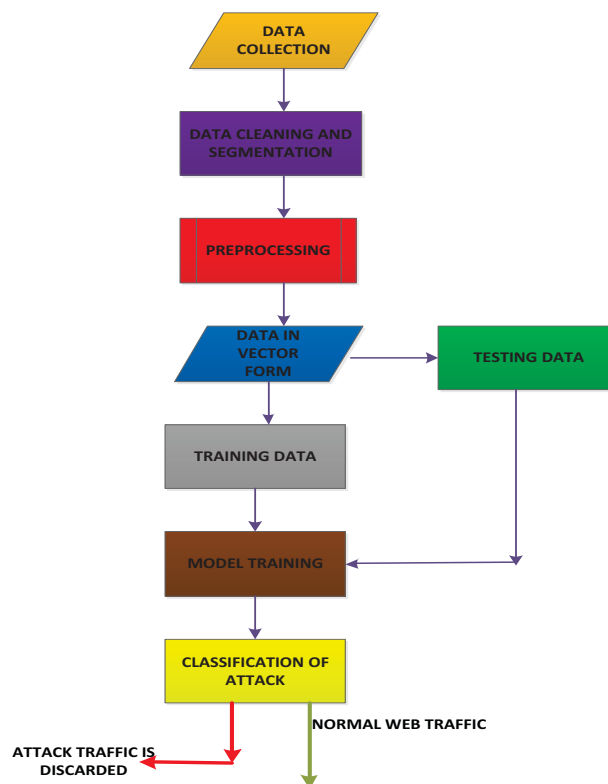 DATA
COLLECTION
DATA CLEANING AND
SEGMENTATION
PREPROCESSING
DATA IN
VECTOR
FORM
TESTING DATA
TRAINING DATA
MODEL TRAINING
CLASSIFICATION OF
ATTACK
NORMAL WEB TRAFFIC
ATTACK TRAFFIC IS
DISCARDED